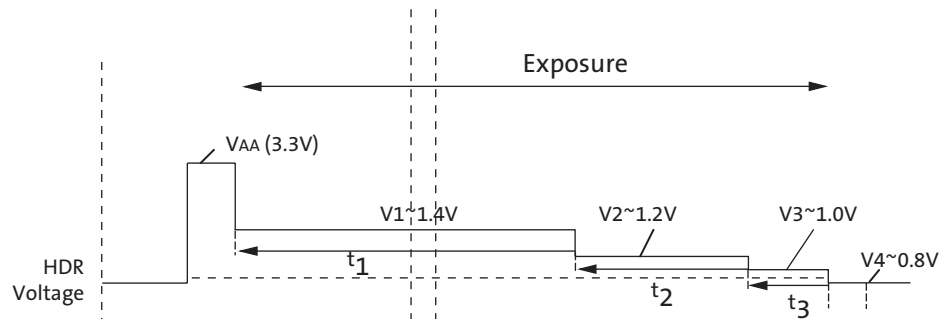 Exposure
VAA (3.3V)
V1~1.4V
V2~1.2V
V3~1.0V
V4~0.8V
HDR
Voltage
t1
t2
t3